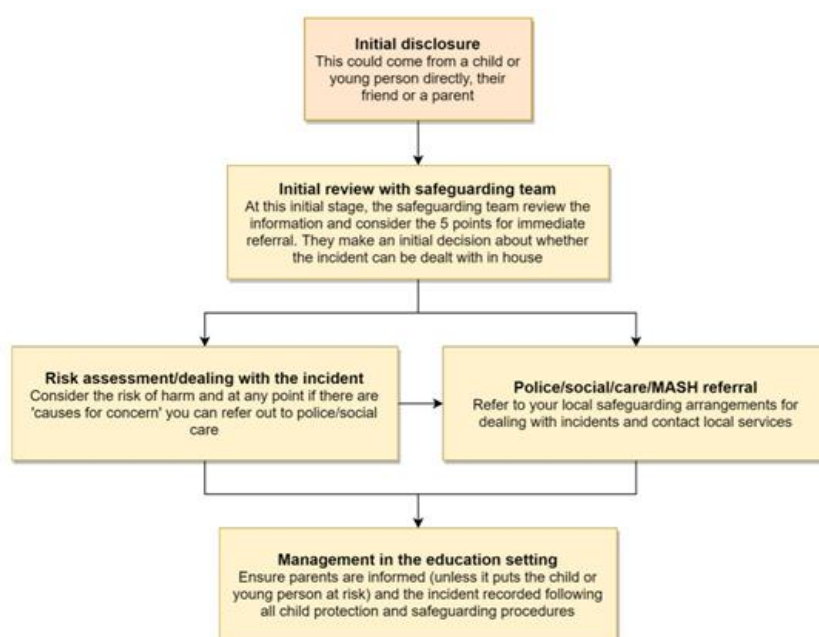 Initial disclosure
This could come from a child or
young person directly, their
friend or a parent
Initial review with safeguarding team
At this initial stage, the safeguarding team review the
information and consider the 5 points for immediate
referral. They make an initial decision about whether
the incident can be dealt with in house
Risk assessment/dealing with the incident
Consider the risk of harm and at any point if there are
'causes for concern' you can refer out to police/social
care
Police/social/care/MASH referral
Refer to your local safeguarding arrangements for
dealing with incidents and contact local services
Management in the education setting
Ensure parents are informed (unless it puts the child or
young person at risk) and the incident recorded following
all child protection and safeguarding procedures